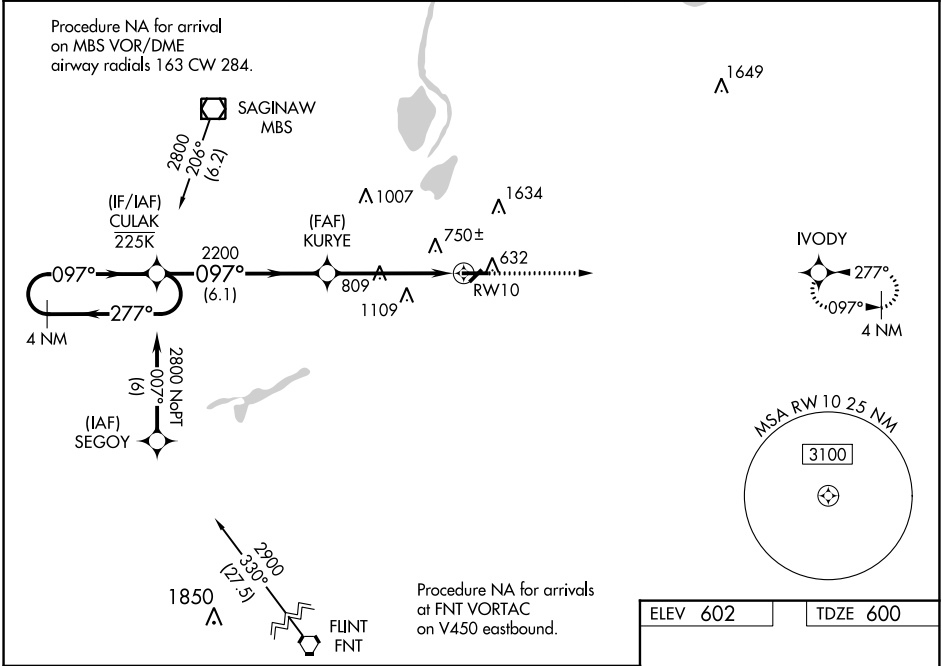 Procedure NA for arrival
on MBS VOR/DME
airway radials 163 CW 284.
1649
SAGINAW
MBS
2800
206°
(6.2)
(IF/IAF)
CULAK
225K
1007
1634
(FAF)
KURYE
750±
IVODY
2200
097°
097°
(6.1)
809
632
RW10
277°
277°
1109
097°
4 NM
4 NM
2800 NoPT
007°
(6)
(IAF)
SEGOY
MSA RW 10 25 NM
3100
2900
330°
(27.5)
1850
FLINT
FNT
Procedure NA for arrivals
at FNT VORTAC
on V450 eastbound.
ELEV 602
TDZE 600